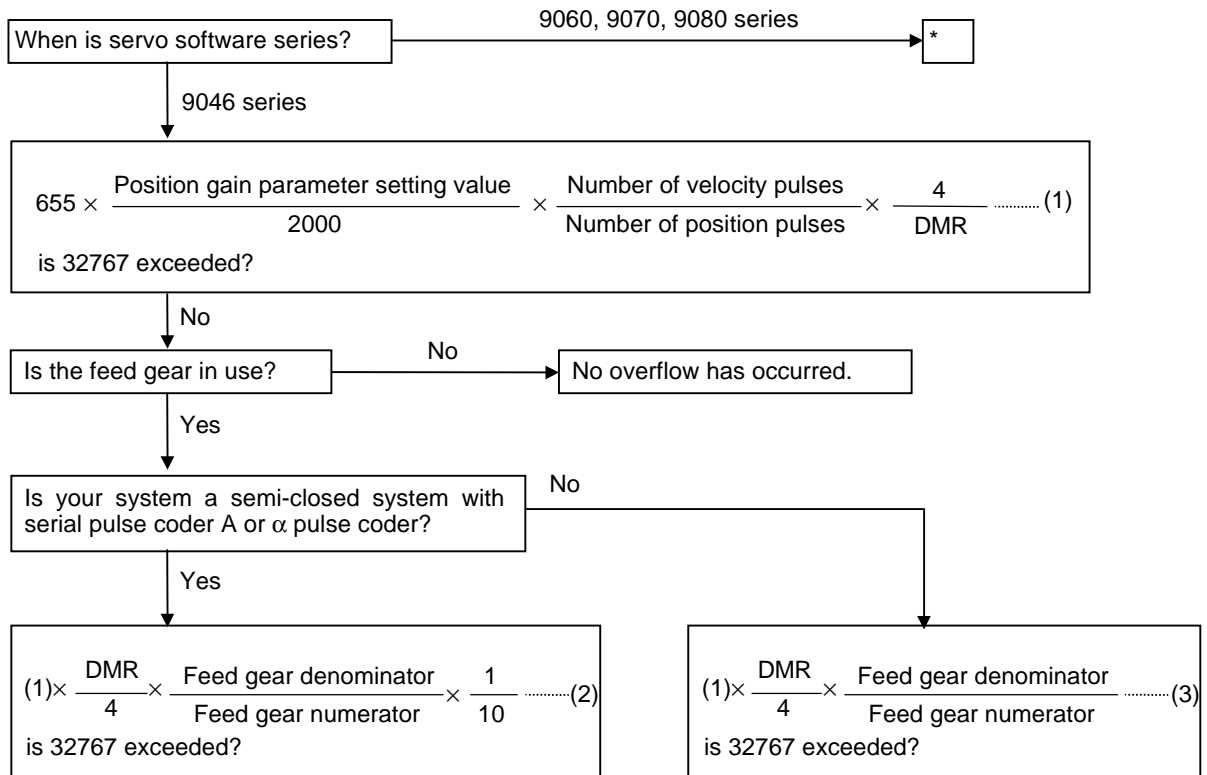 9060, 9070, 9080 series
When is servo software series?
*
9046 series
655 × Position gain parameter setting value / 2000 × Number of velocity pulses / Number of position pulses × 4 / DMR ............ (1)
is 32767 exceeded?
No
Is the feed gear in use?
No
No overflow has occurred.
Yes
Is your system a semi-closed system with
serial pulse coder A or α pulse coder?
No
Yes
(1)× DMR / 4 × Feed gear denominator / Feed gear numerator × 1 / 10 ............(2)
is 32767 exceeded?
(1)× DMR / 4 × Feed gear denominator / Feed gear numerator ............(3)
is 32767 exceeded?